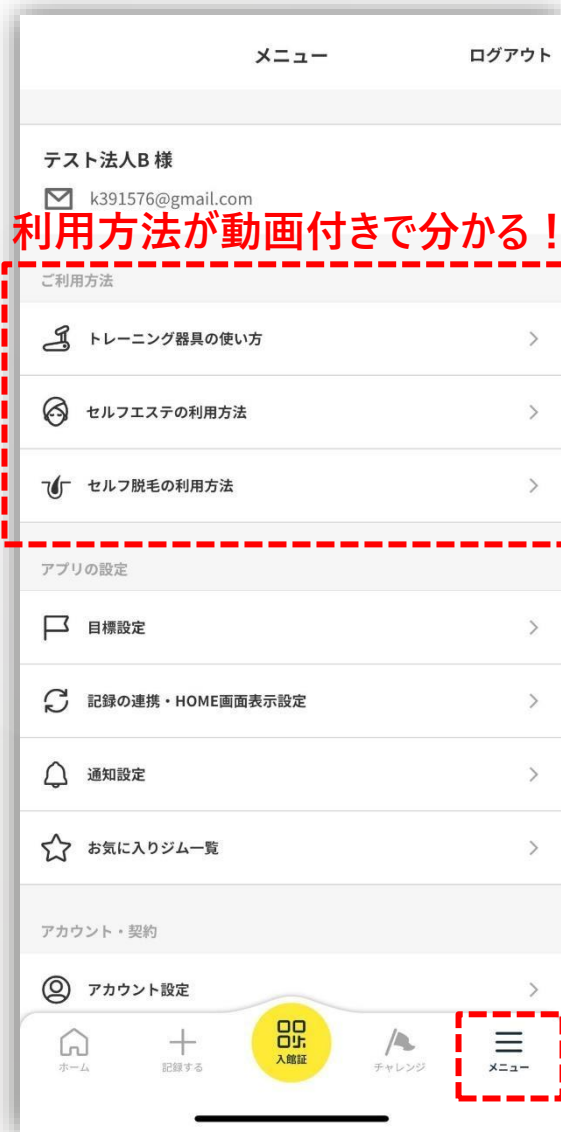 メニュー
ログアウト
テスト法人B 様
k391576@gmail.com
利用方法が動画付きで分かる！
ご利用方法
トレーニング器具の使い方
セルフエステの利用方法
セルフ脱毛の利用方法
アプリの設定
目標設定
記録の連携・HOME画面表示設定
通知設定
お気に入りジム一覧
アカウント・契約
アカウント設定
ホーム
記録する
入館証
チャレンジ
メニュー